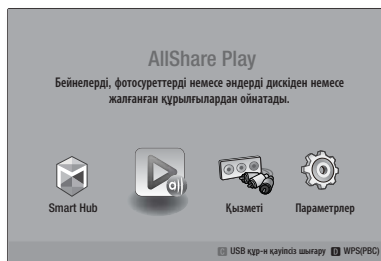 AllShare Play
Бейнелерді, фотосуреттерді немесе әндерді дискіден немесе
жалғанған құрылғылардан ойнатады.
Smart Hub
Қызметі
Параметрлер
C USB құр-н қауіпсіз шығару D WPS(PBC)